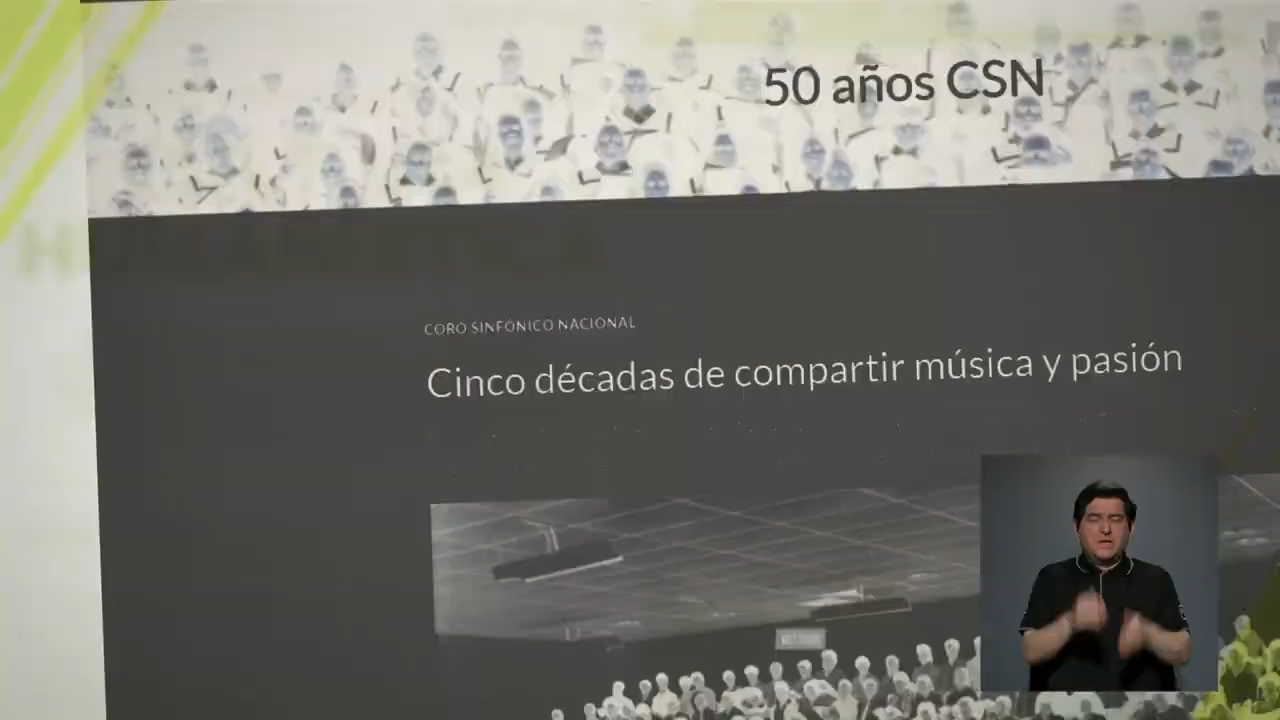 50 años CSN
CORO SINFÓNICO NACIONAL
Cinco décadas de compartir música y pasión